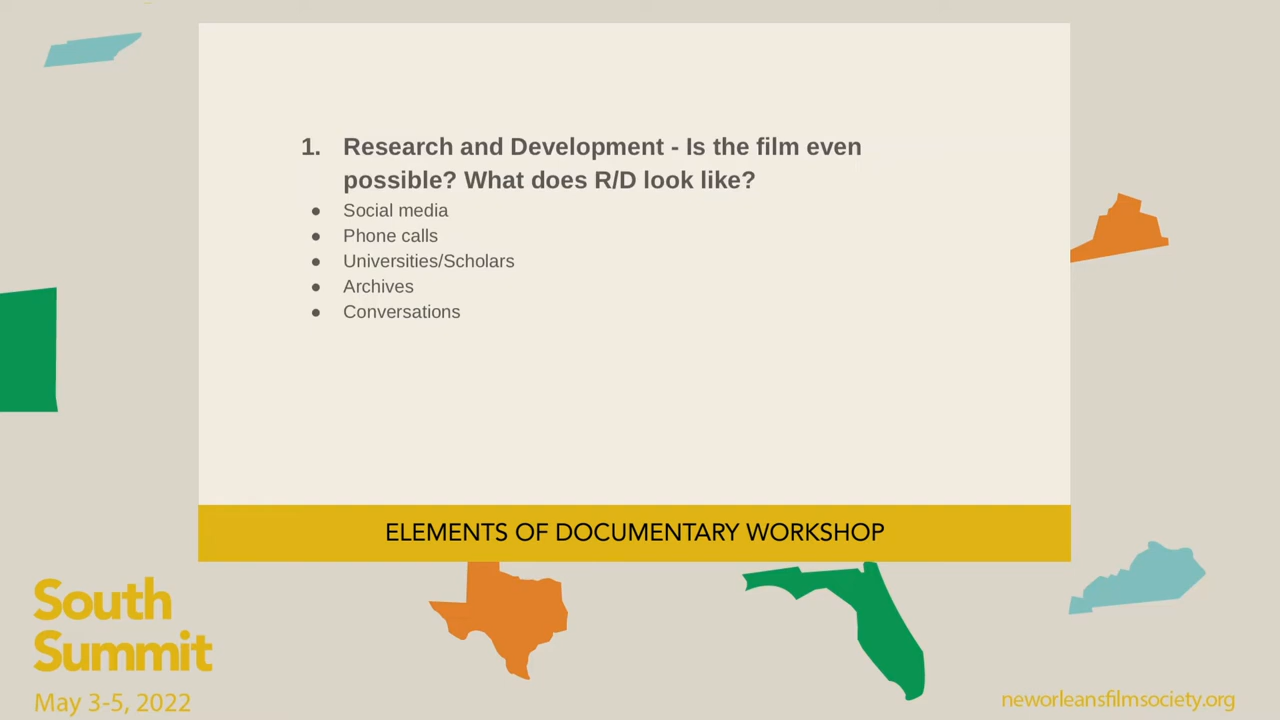 1. Research and Development - Is the film even
possible? What does R/D look like?
● Social media
● Phone calls
● Universities/Scholars
● Archives
● Conversations
ELEMENTS OF DOCUMENTARY WORKSHOP
South
Summit
May 3-5, 2022
neworleansfilmsociety.org